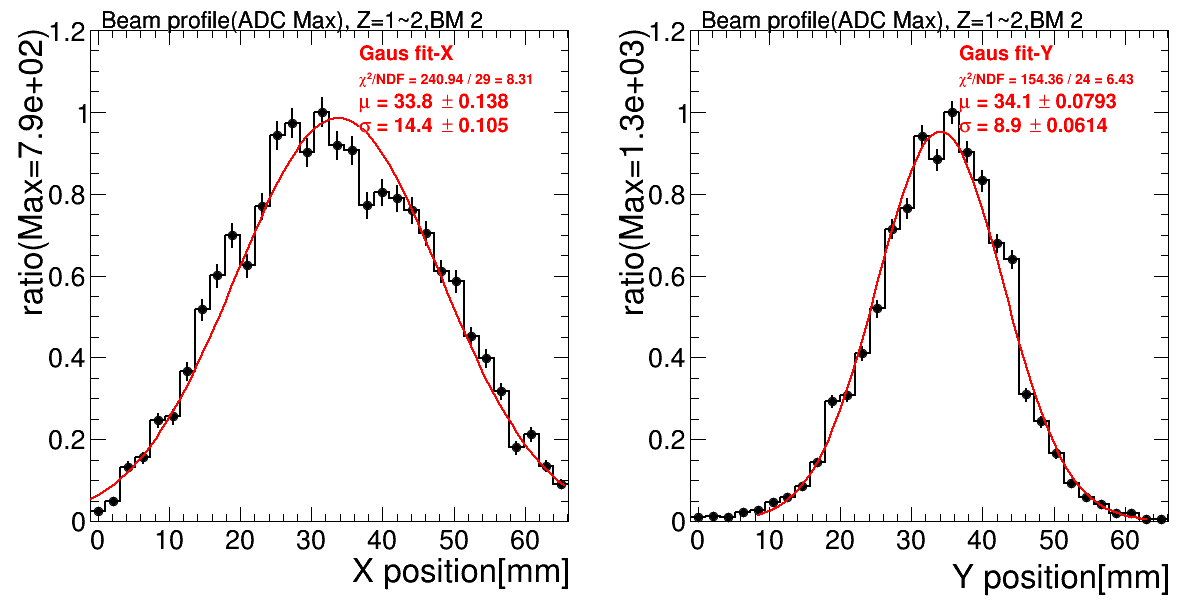 Beam profile(ADC Max), Z=1~2,BM 2
ratio(Max=7.9e+02)
Gaus fit-X
χ²/NDF = 240.94 / 29 = 8.31
μ = 33.8 ± 0.138
σ = 14.4 ± 0.105
1.2
1
0.8
0.6
0.4
0.2
0
0 10 20 30 40 50 60
X position[mm]
Beam profile(ADC Max), Z=1~2,BM 2
ratio(Max=1.3e+03)
Gaus fit-Y
χ²/NDF = 154.36 / 24 = 6.43
μ = 34.1 ± 0.0793
σ = 8.9 ± 0.0614
1.2
1
0.8
0.6
0.4
0.2
0
0 10 20 30 40 50 60
Y position[mm]